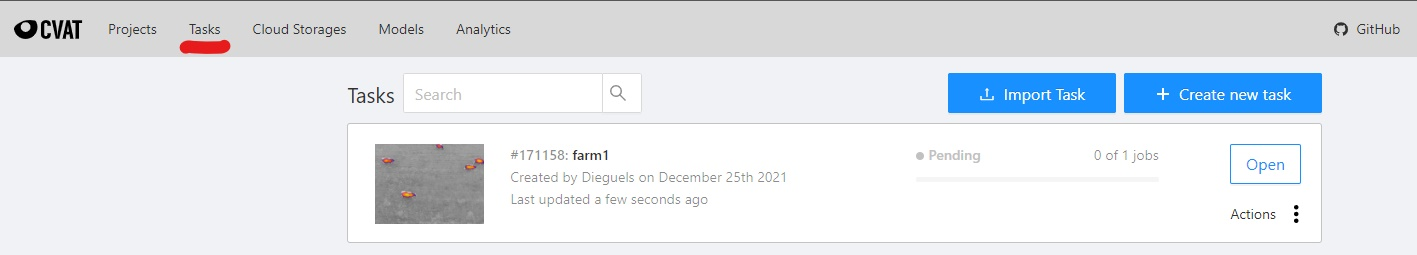 CVAT Projects Tasks Cloud Storages Models Analytics GitHub
Tasks Search Import Task + Create new task
#171158: farm1 Pending 0 of 1 jobs Open
Created by Dieguels on December 25th 2021
Last updated a few seconds ago
Actions